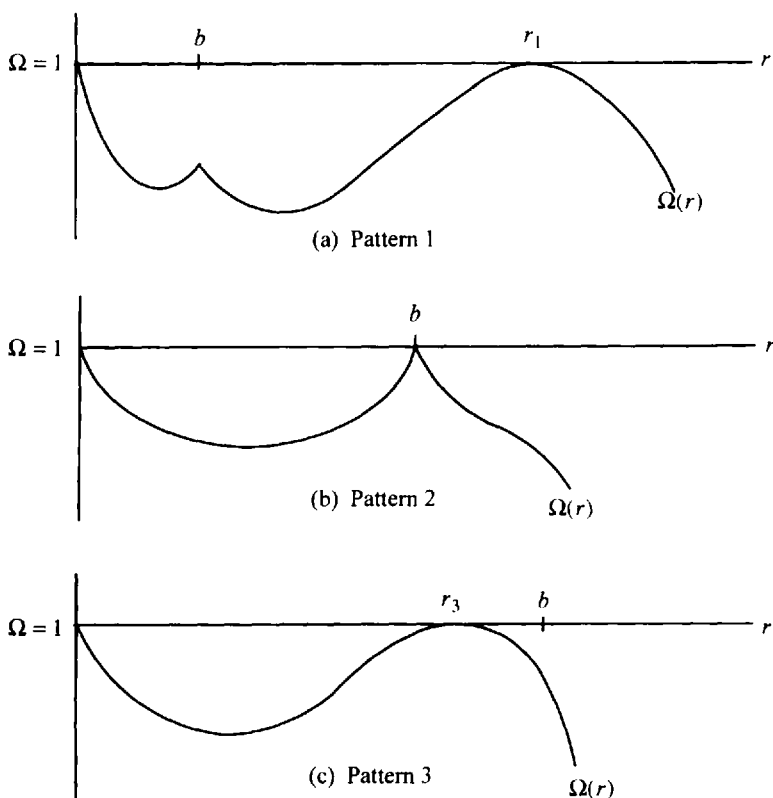 b r₁
Ω = 1 r
Ω(r)
(a) Pattern 1
b
Ω = 1 r
(b) Pattern 2
Ω(r)
r₃ b
Ω = 1 r
(c) Pattern 3
Ω(r)